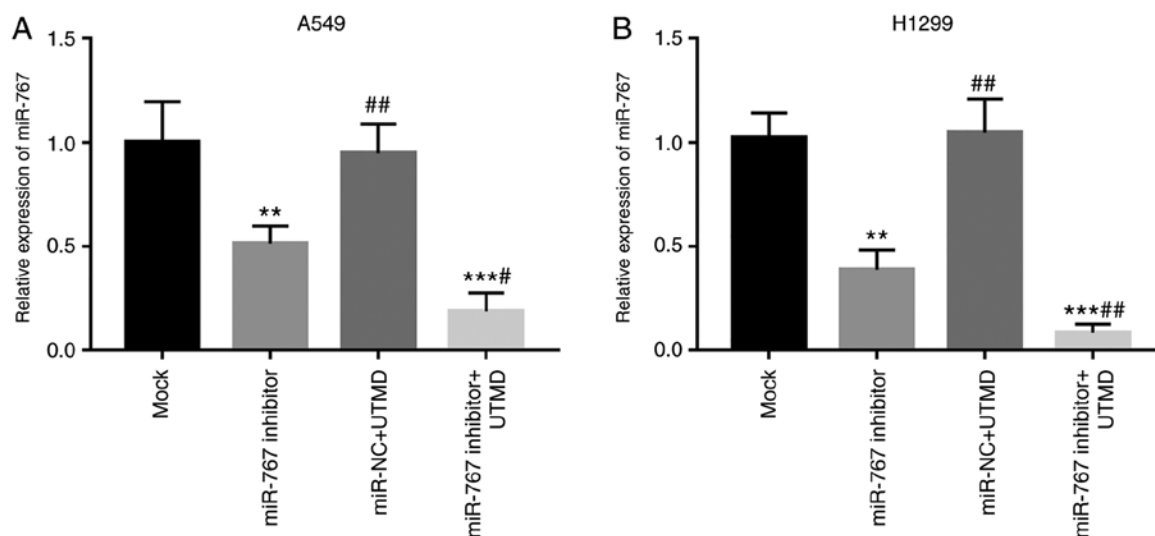 A
A549
Relative expression of miR-767
1.5
1.0
0.5
0.0
**
##
***#
Mock
miR-767 inhibitor
miR-NC+UTMD
miR-767 inhibitor+
UTMD
B
H1299
Relative expression of miR-767
1.5
1.0
0.5
0.0
**
##
***##
Mock
miR-767 inhibitor
miR-NC+UTMD
miR-767 inhibitor+
UTMD